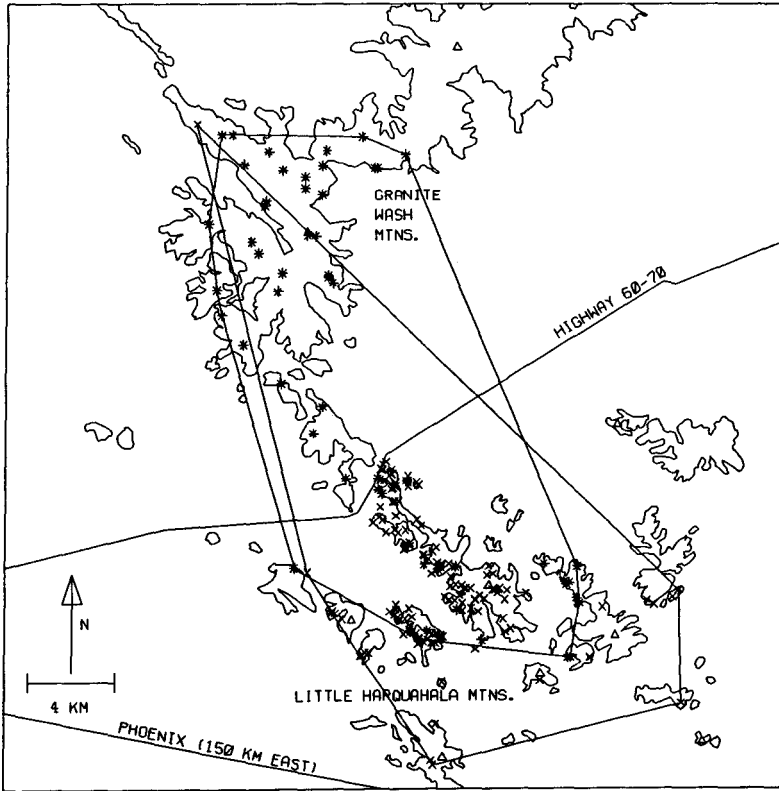 GRANITE
WASH
MTNS.
HIGHWAY 60-70
N
4 KM
LITTLE HARQUAHALA MTNS.
PHOENIX (150 KM EAST)